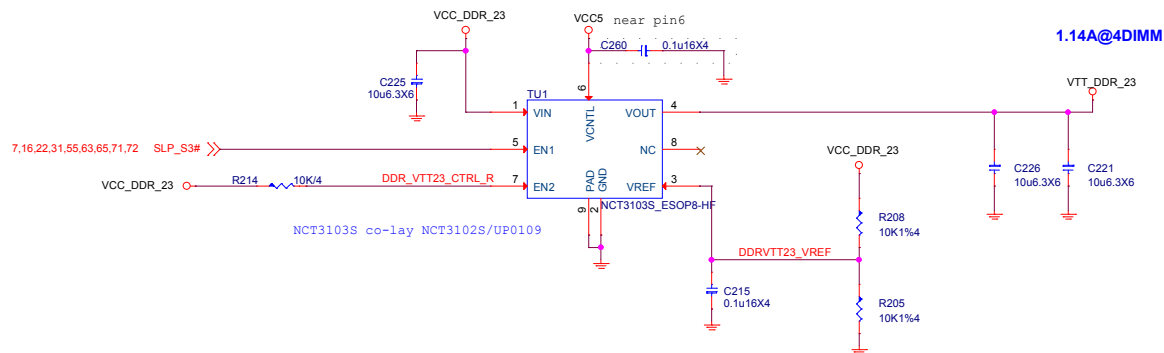 VCC_DDR_23
VCC5
near pin6
1.14A@4DIMM
C260
0.1u16X4
C225
10u6.3X6
TU1
6
VTT_DDR_23
1
VIN
VCNTL
VOUT
4
7,16,22,31,55,63,65,71,72
SLP_S3#
5
EN1
NC
8
VCC_DDR_23
VCC_DDR_23
R214
10K/4
DDR_VTT23_CTRL_R
7
EN2
PAD
GND
VREF
3
C226
10u6.3X6
C221
10u6.3X6
9
2
NCT3103S_ESOP8-HF
R208
10K1%4
NCT3103S co-lay NCT3102S/UP0109
DDRVTT23_VREF
C215
0.1u16X4
R205
10K1%4